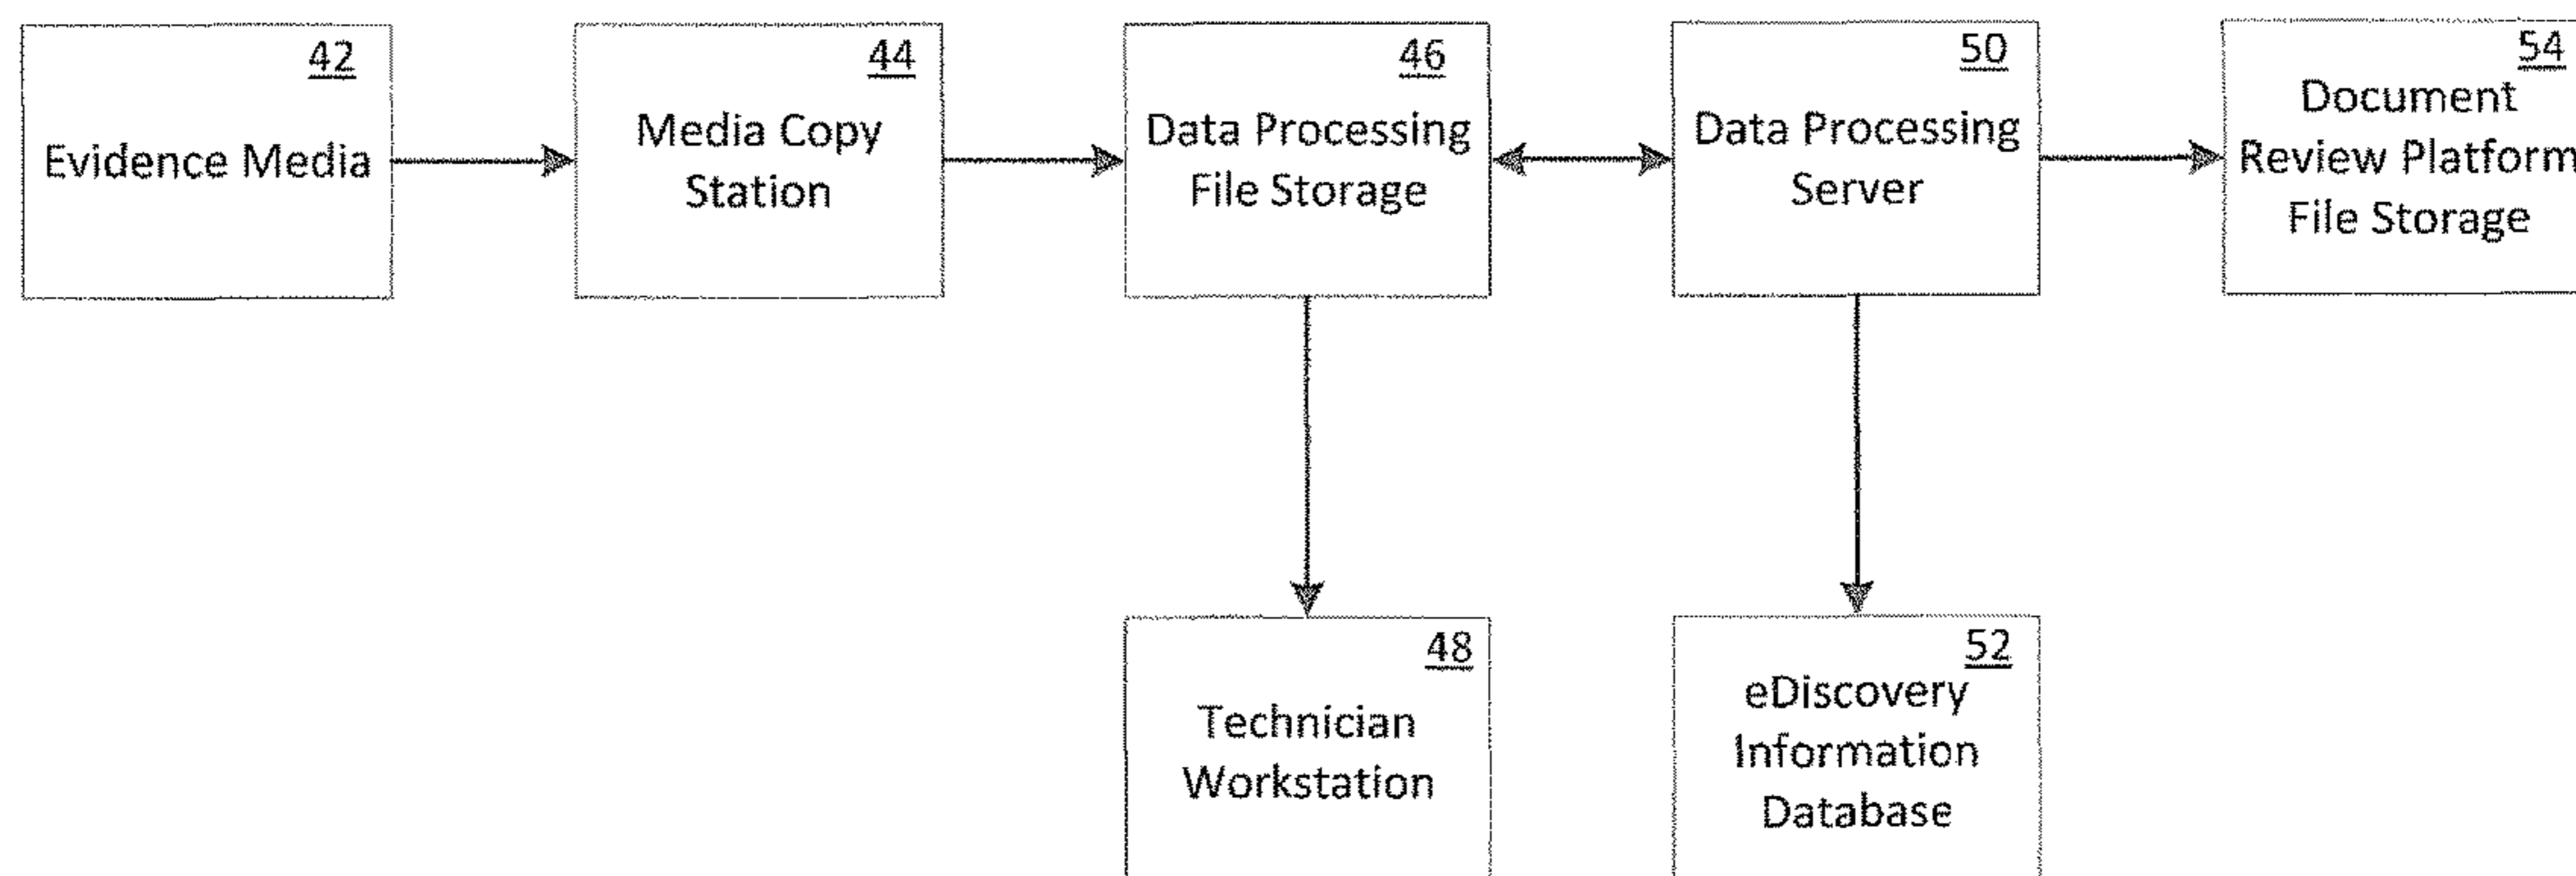 42
Evidence Media
44
Media Copy
Station
46
Data Processing
File Storage
50
Data Processing
Server
54
Document
Review Platform
File Storage
48
Technician
Workstation
52
eDiscovery
Information
Database